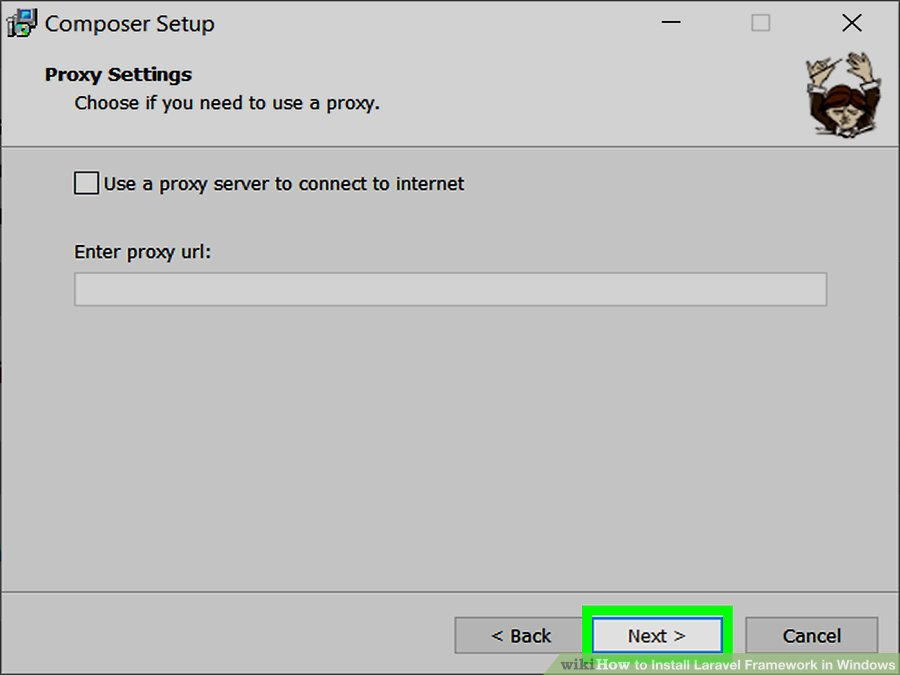 Composer Setup
Proxy Settings
Choose if you need to use a proxy.
Use a proxy server to connect to internet
Enter proxy url:
< Back
Next >
Cancel
wikiHow to Install Laravel Framework in Windows